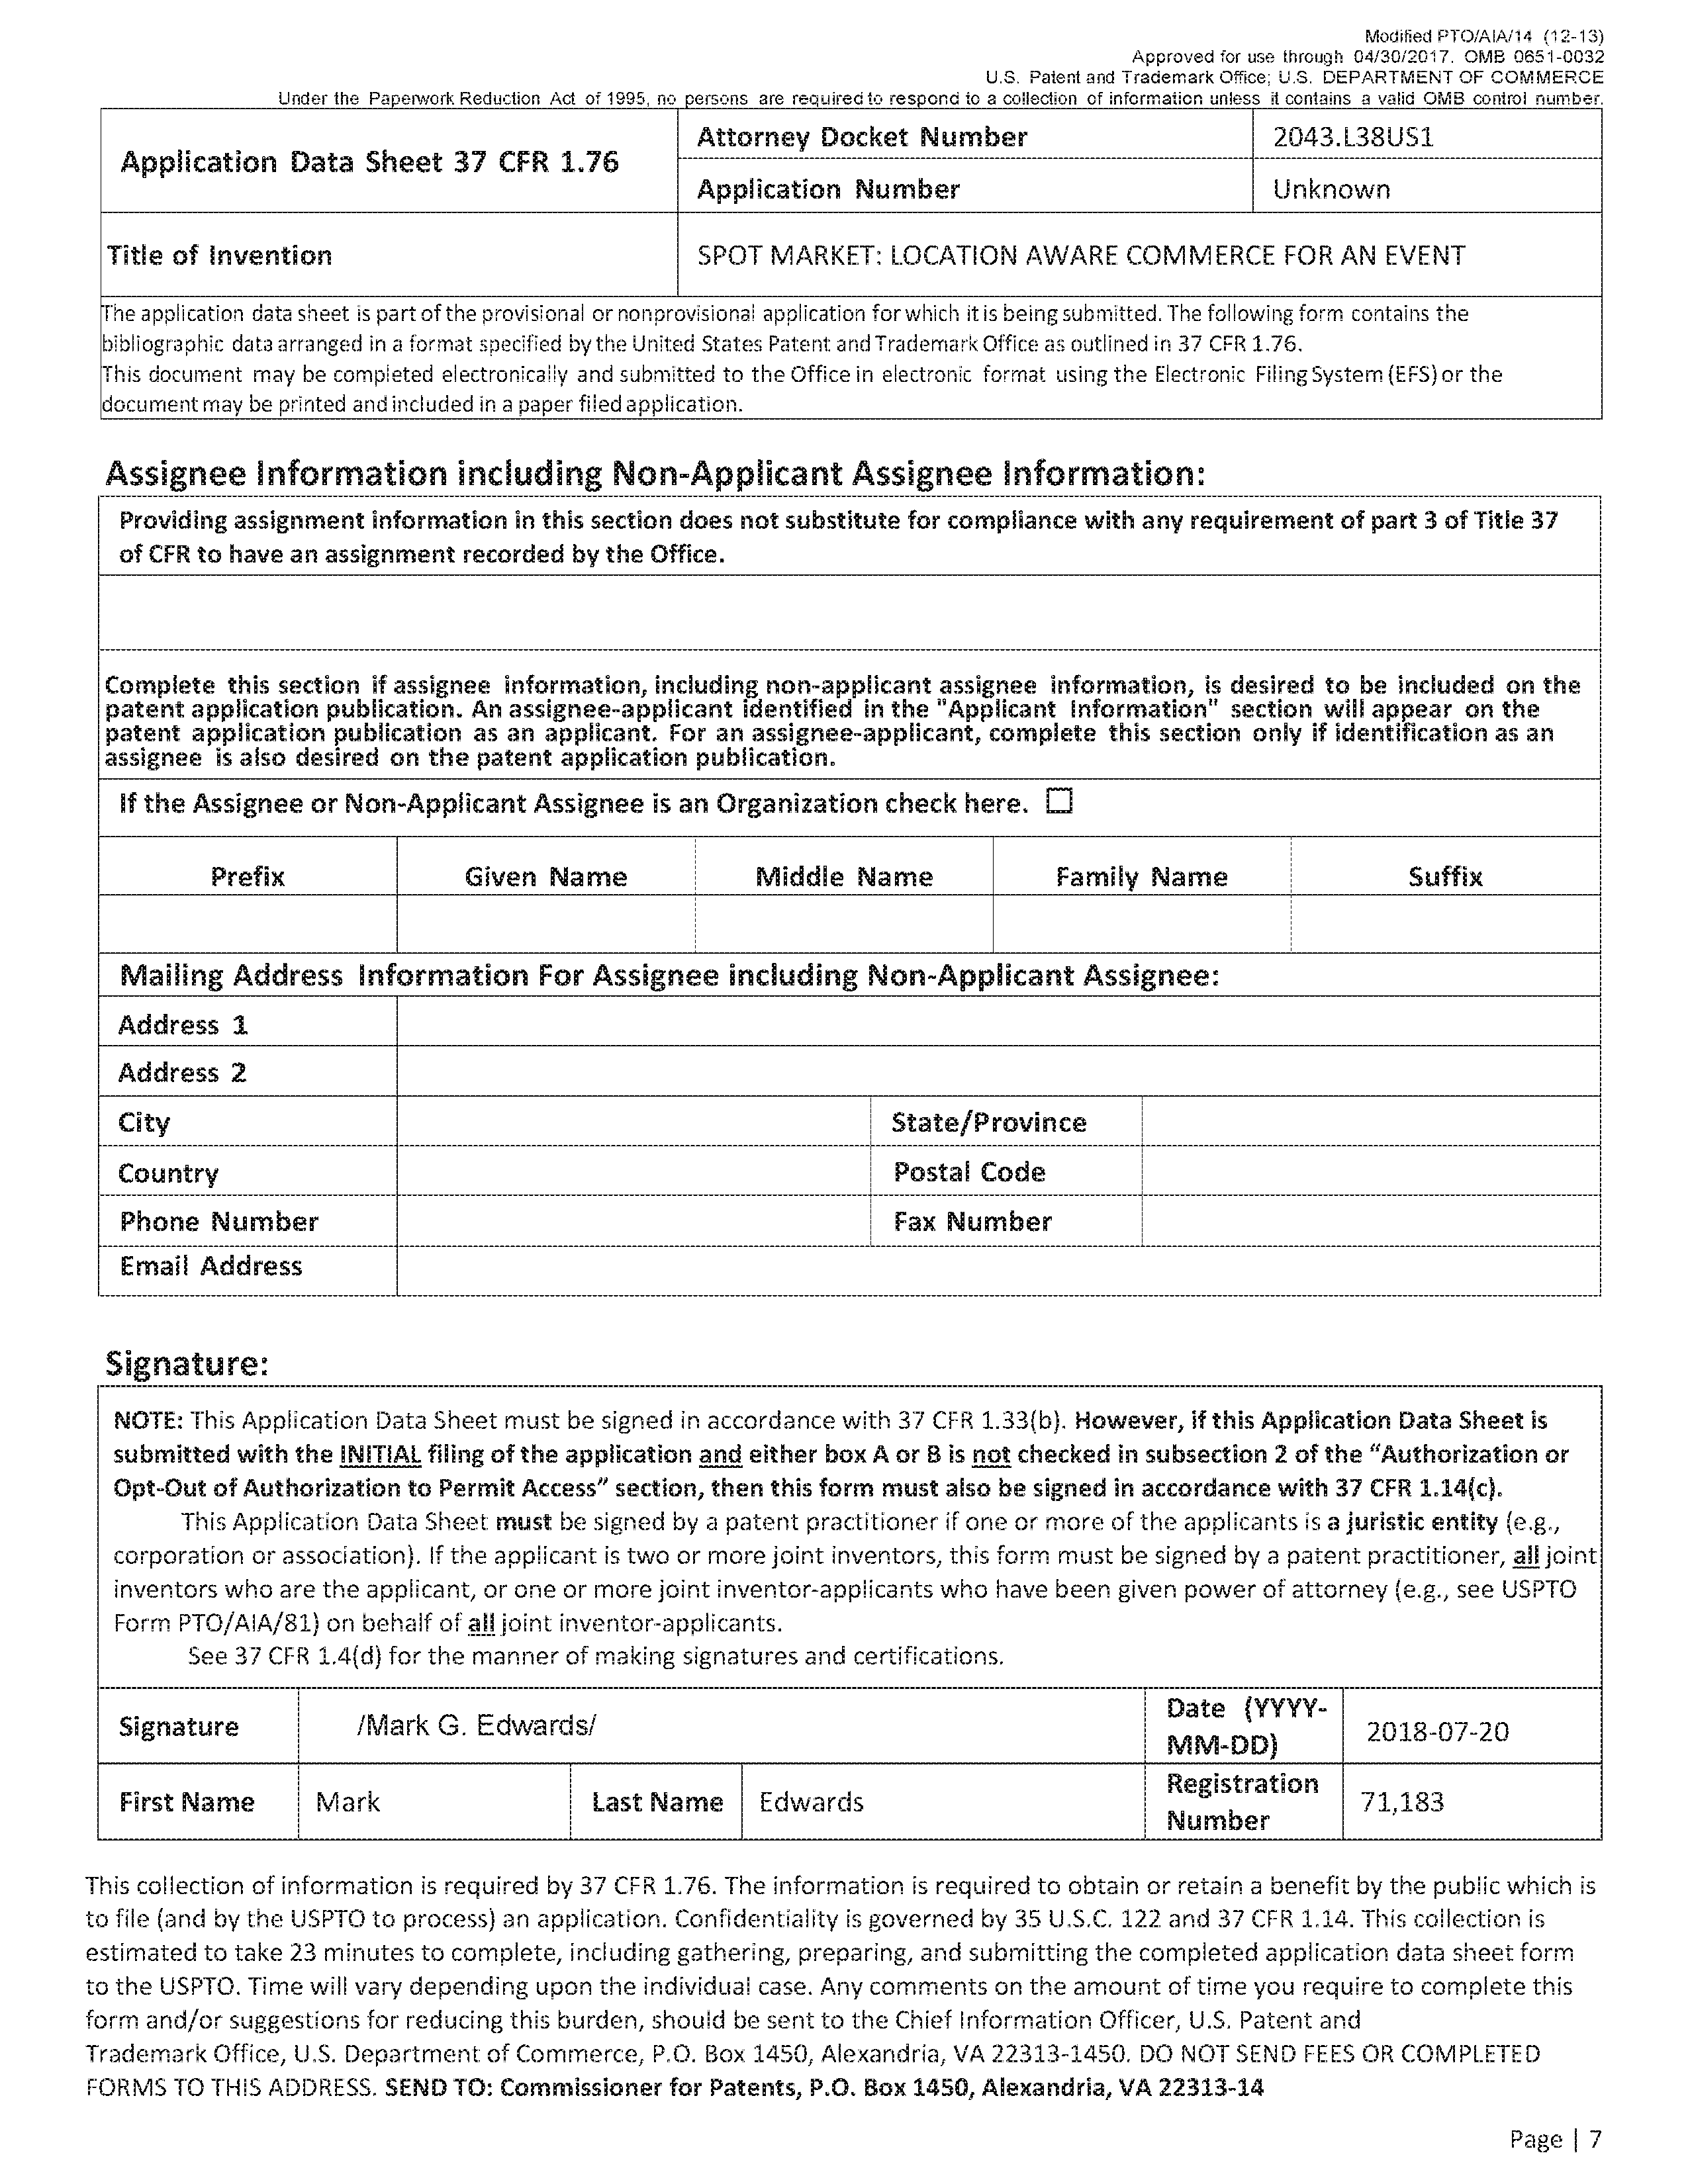 Modified PTO/AIA/14 (12-13)
Approved for use through 04/30/2017. OMB 0651-0032
U.S. Patent and Trademark Office; U.S. DEPARTMENT OF COMMERCE
Under the Paperwork Reduction Act of 1995, no persons are required to respond to a collection of information unless it contains a valid OMB control number.
Application Data Sheet 37 CFR 1.76
Attorney Docket Number
2043.L38US1
Application Number
Unknown
Title of Invention
SPOT MARKET: LOCATION AWARE COMMERCE FOR AN EVENT
The application data sheet is part of the provisional or nonprovisional application for which it is being submitted. The following form contains the
bibliographic data arranged in a format specified by the United States Patent and Trademark Office as outlined in 37 CFR 1.76.
This document may be completed electronically and submitted to the Office in electronic format using the Electronic Filing System (EFS) or the
document may be printed and included in a paper filed application.
Assignee Information including Non-Applicant Assignee Information:
Providing assignment information in this section does not substitute for compliance with any requirement of part 3 of Title 37
of CFR to have an assignment recorded by the Office.
Complete this section if assignee information, including non-applicant assignee information, is desired to be included on the
patent application publication. An assignee-applicant identified in the "Applicant Information" section will appear on the
patent application publication as an applicant. For an assignee-applicant, complete this section only if identification as an
assignee is also desired on the patent application publication.
If the Assignee or Non-Applicant Assignee is an Organization check here.
Prefix Given Name Middle Name Family Name Suffix
Mailing Address Information For Assignee including Non-Applicant Assignee:
Address 1
Address 2
City State/Province
Country Postal Code
Phone Number Fax Number
Email Address
Signature:
NOTE: This Application Data Sheet must be signed in accordance with 37 CFR 1.33(b). However, if this Application Data Sheet is
submitted with the INITIAL filing of the application and either box A or B is not checked in subsection 2 of the “Authorization or
Opt-Out of Authorization to Permit Access” section, then this form must also be signed in accordance with 37 CFR 1.14(c).
This Application Data Sheet must be signed by a patent practitioner if one or more of the applicants is a juristic entity (e.g.,
corporation or association). If the applicant is two or more joint inventors, this form must be signed by a patent practitioner, all joint
inventors who are the applicant, or one or more joint inventor-applicants who have been given power of attorney (e.g., see USPTO
Form PTO/AIA/81) on behalf of all joint inventor-applicants.
See 37 CFR 1.4(d) for the manner of making signatures and certifications.
Signature /Mark G. Edwards/
Date (YYYY-
MM-DD)
2018-07-20
First Name Mark Last Name Edwards
Registration
Number
71,183
This collection of information is required by 37 CFR 1.76. The information is required to obtain or retain a benefit by the public which is
to file (and by the USPTO to process) an application. Confidentiality is governed by 35 U.S.C. 122 and 37 CFR 1.14. This collection is
estimated to take 23 minutes to complete, including gathering, preparing, and submitting the completed application data sheet form
to the USPTO. Time will vary depending upon the individual case. Any comments on the amount of time you require to complete this
form and/or suggestions for reducing this burden, should be sent to the Chief Information Officer, U.S. Patent and
Trademark Office, U.S. Department of Commerce, P.O. Box 1450, Alexandria, VA 22313-1450. DO NOT SEND FEES OR COMPLETED
FORMS TO THIS ADDRESS. SEND TO: Commissioner for Patents, P.O. Box 1450, Alexandria, VA 22313-14
Page | 7